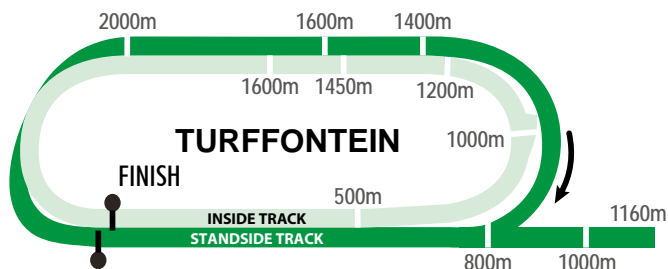 2000m
1600m
1400m
1600m
1450m
1200m
TURFFONTEIN
1000m
FINISH
500m
INSIDE TRACK
STANDSIDE TRACK
1160m
800m
1000m